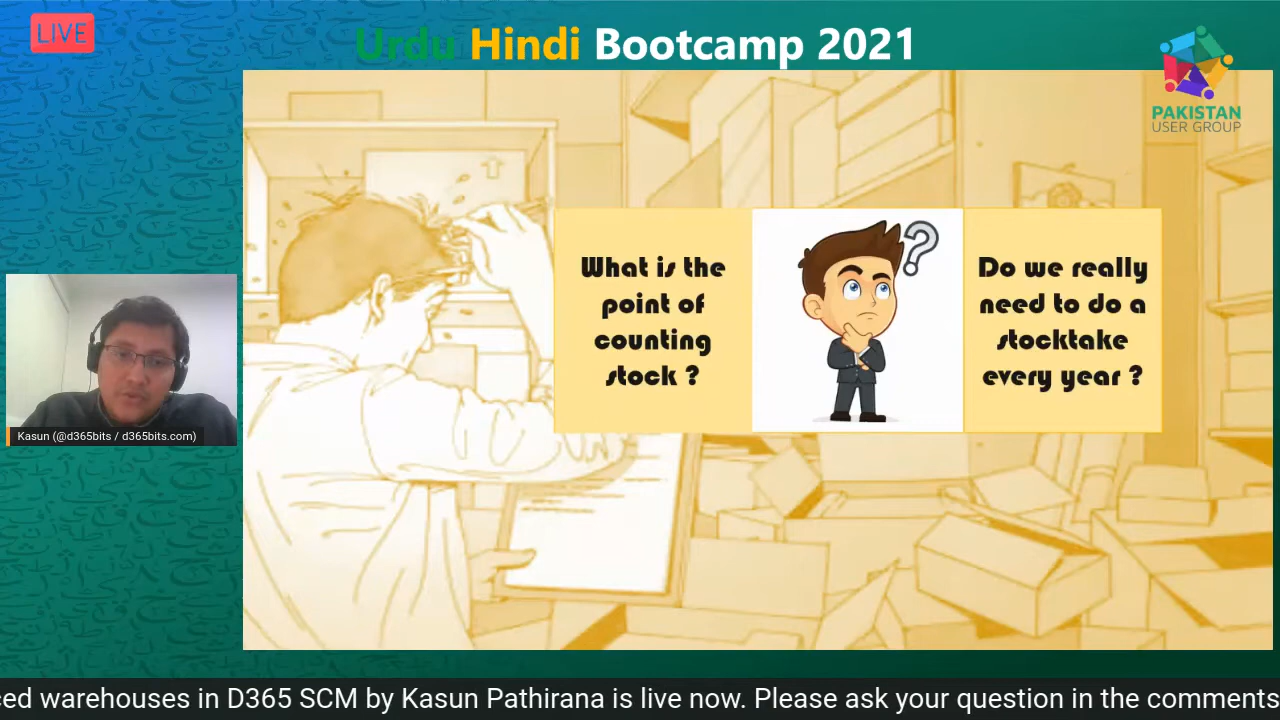 LIVE
Urdu Hindi Bootcamp 2021
PAKISTAN
USER GROUP
What is the
point of
counting
stock ?
Do we really
need to do a
stocktake
every year ?
Kasun (@d365bits / d365bits.com)
warehouses in D365 SCM by Kasun Pathirana is live now. Please ask your question in the comments